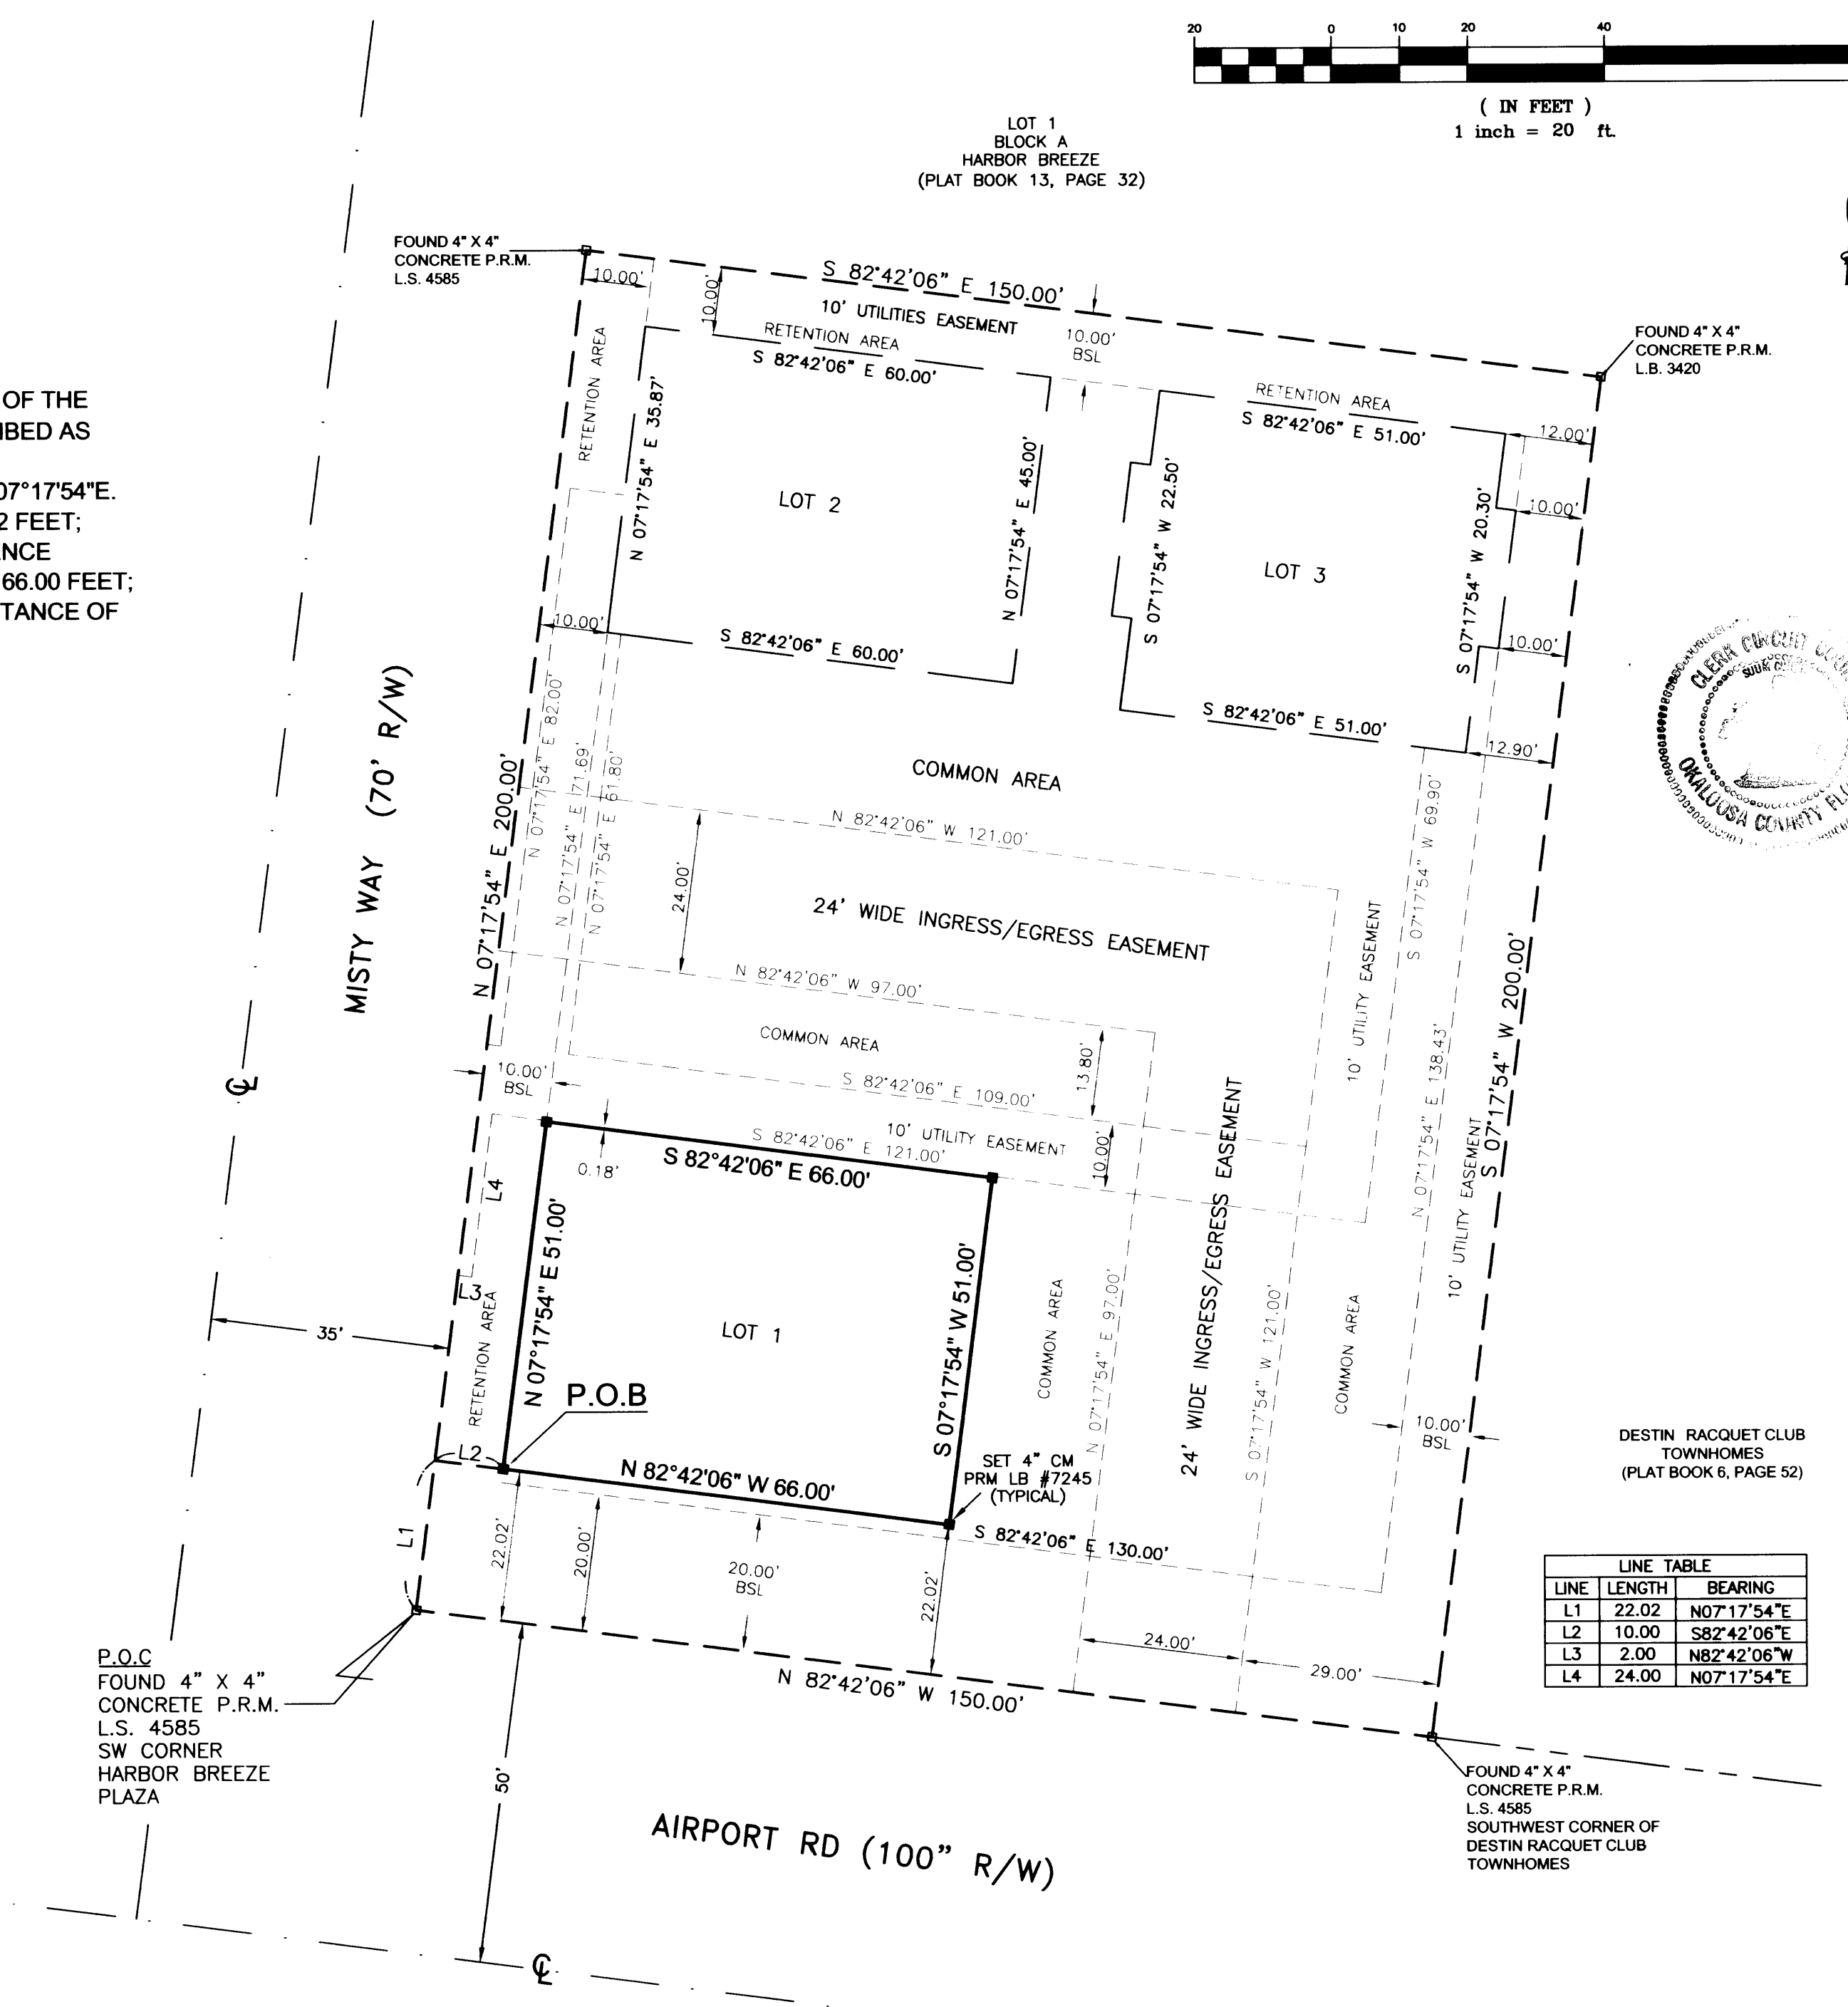 20 0 10 20 40
( IN FEET )
1 inch = 20 ft.
LOT 1
BLOCK A
HARBOR BREEZE
(PLAT BOOK 13, PAGE 32)
FOUND 4" X 4"
CONCRETE P.R.M.
L.S. 4585
FOUND 4" X 4"
CONCRETE P.R.M.
L.B. 3420
OF THE
IBED AS
07°17'54"E.
2 FEET;
ENCE
66.00 FEET;
TANCE OF
S 82°42'06" E 150.00'
10.00'
10.00'
10' UTILITIES EASEMENT
RETENTION AREA
S 82°42'06" E 60.00'
10.00'
BSL
RETENTION AREA
N 07°17'54" E 35.87'
LOT 2
N 07°17'54" E 45.00'
RETENTION AREA
S 82°42'06" E 51.00'
12.00'
S 07°17'54" W 22.50'
LOT 3
S 07°17'54" W 20.30'
10.00'
10.00'
10.00'
S 82°42'06" E 60.00'
S 82°42'06" E 51.00'
12.90'
CLERK CIRCUIT
OKALOOSA COUNTY
MISTY WAY (70' R/W)
N 07°17'54" E 200.00'
N 07°17'54" E 82.00'
N 07°17'54" E 71.69'
N 07°17'54" E 61.80'
COMMON AREA
N 82°42'06" W 121.00'
24.00'
24' WIDE INGRESS/EGRESS EASEMENT
N 82°42'06" W 97.00'
COMMON AREA
13.80'
S 82°42'06" E 109.00'
10' UTILITY EASEMENT
S 07°17'54" W 69.90'
N 07°17'54" E 138.43'
10' UTILITY EASEMENT
S 07°17'54" W 200.00'
℄
10.00'
BSL
10' UTILITY EASEMENT
S 82°42'06" E 121.00'
10.00'
S 82°42'06" E 66.00'
0.18'
L4
L3
RETENTION AREA
N 07°17'54" E 51.00'
LOT 1
S 07°17'54" W 51.00'
COMMON AREA
N 07°17'54" E 97.00'
24' WIDE INGRESS/EGRESS EASEMENT
S 07°17'54" W 121.00'
COMMON AREA
35'
P.O.B
L2
N 82°42'06" W 66.00'
SET 4" CM
PRM LB #7245
(TYPICAL)
10.00'
BSL
DESTIN RACQUET CLUB
TOWNHOMES
(PLAT BOOK 6, PAGE 52)
L1
22.02'
20.00'
20.00'
BSL
22.02'
S 82°42'06" E 130.00'
24.00'
29.00'
N 82°42'06" W 150.00'
LINE TABLE
LINE LENGTH BEARING
L1 22.02 N07°17'54"E
L2 10.00 S82°42'06"E
L3 2.00 N82°42'06"W
L4 24.00 N07°17'54"E
P.O.C
FOUND 4" X 4"
CONCRETE P.R.M.
L.S. 4585
SW CORNER
HARBOR BREEZE
PLAZA
50'
AIRPORT RD (100" R/W)
FOUND 4" X 4"
CONCRETE P.R.M.
L.S. 4585
SOUTHWEST CORNER OF
DESTIN RACQUET CLUB
TOWNHOMES
℄